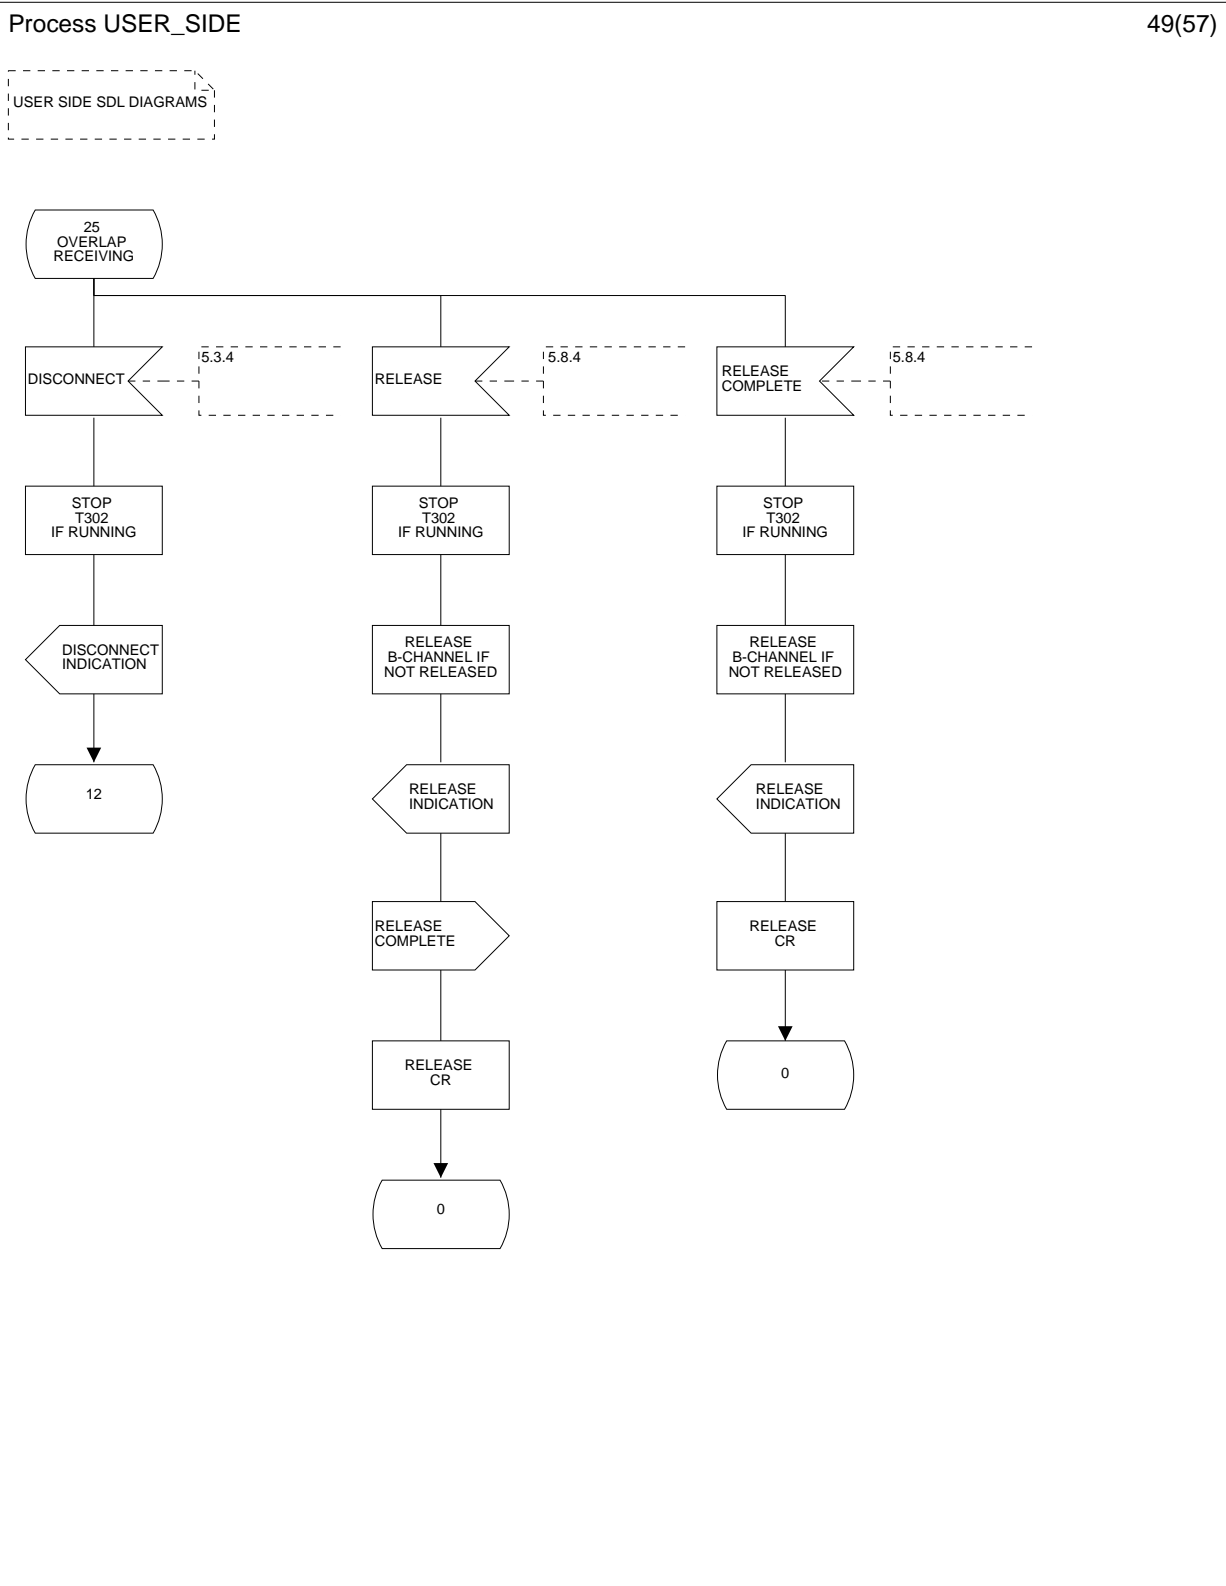 Process USER_SIDE
49(57)
USER SIDE SDL DIAGRAMS
25
OVERLAP
RECEIVING
DISCONNECT
5.3.4
RELEASE
5.8.4
RELEASE
COMPLETE
5.8.4
STOP
T302
IF RUNNING
STOP
T302
IF RUNNING
STOP
T302
IF RUNNING
DISCONNECT
INDICATION
RELEASE
B-CHANNEL IF
NOT RELEASED
RELEASE
B-CHANNEL IF
NOT RELEASED
12
RELEASE
INDICATION
RELEASE
INDICATION
RELEASE
COMPLETE
RELEASE
CR
RELEASE
CR
0
0